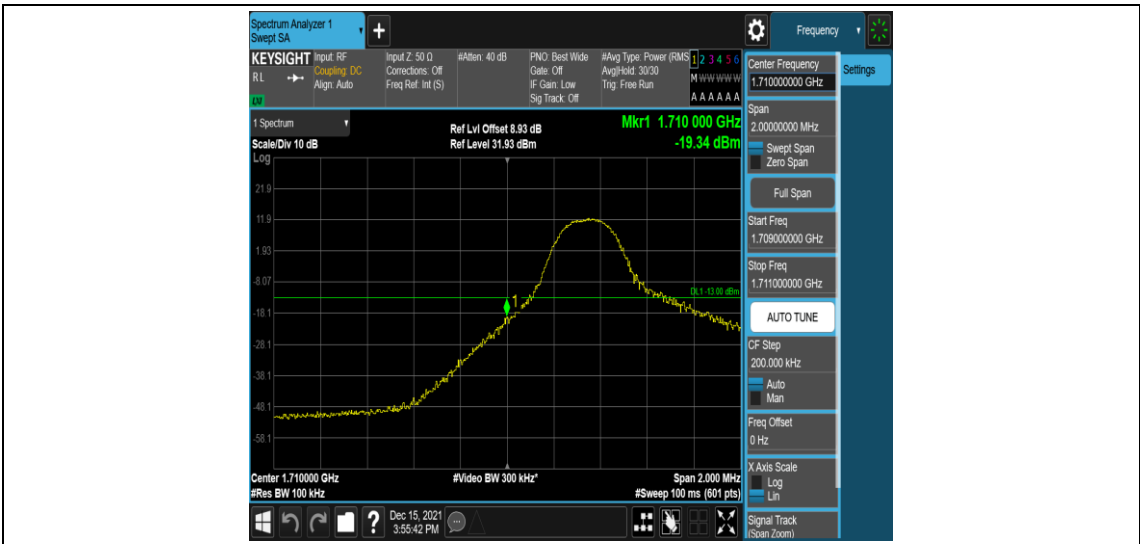 Spectrum Analyzer 1
Swept SA
+
Frequency
KEYSIGHT
RL
Input: RF
Coupling: DC
Align: Auto
Input Z: 50 Ω
Corrections: Off
Freq Ref: Int (S)
#Atten: 40 dB
PNO: Best Wide
Gate: Off
IF Gain: Low
Sig Track: Off
#Avg Type: Power (RMS
Avg|Hold: 30/30
Trig: Free Run
1 2 3 4 5 6
M W W W W W
A A A A A A
1 Spectrum
Scale/Div 10 dB
Log
Ref Lvl Offset 8.93 dB
Ref Level 31.93 dBm
Mkr1 1.710 000 GHz
-19.34 dBm
21.9
11.9
1.93
-8.07
-18.1
-28.1
-38.1
-48.1
-58.1
DL1 -13.00 dBm
1
Center 1.710000 GHz
#Res BW 100 kHz
#Video BW 300 kHz*
Span 2.000 MHz
#Sweep 100 ms (601 pts)
Center Frequency
1.710000000 GHz
Settings
Span
2.00000000 MHz
Swept Span
Zero Span
Full Span
Start Freq
1.709000000 GHz
Stop Freq
1.711000000 GHz
AUTO TUNE
CF Step
200.000 kHz
Auto
Man
Freq Offset
0 Hz
X Axis Scale
Log
Lin
Signal Track
(Span Zoom)
?
Dec 15, 2021
3:55:42 PM